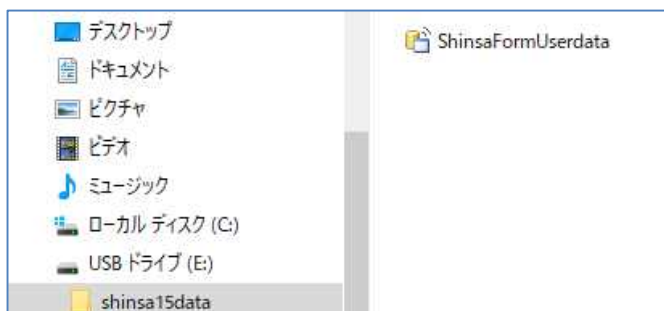 デスクトップ
ドキュメント
ピクチャ
ビデオ
ミュージック
ローカル ディスク (C:)
USB ドライブ (E:)
shinsa15data
ShinsaFormUserdata